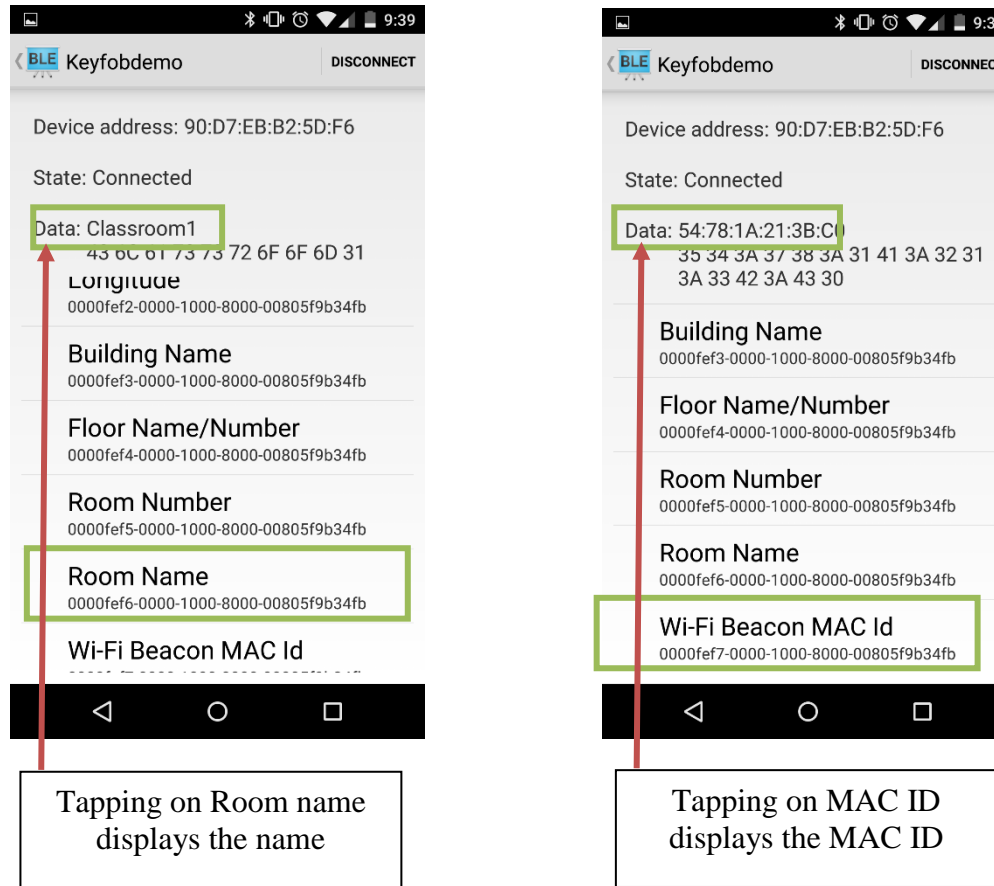 9:39
BLE Keyfobdemo DISCONNECT
Device address: 90:D7:EB:B2:5D:F6
State: Connected
Data: Classroom1
43 6C 61 73 73 72 6F 6F 6D 31
Longitude
0000fef2-0000-1000-8000-00805f9b34fb
Building Name
0000fef3-0000-1000-8000-00805f9b34fb
Floor Name/Number
0000fef4-0000-1000-8000-00805f9b34fb
Room Number
0000fef5-0000-1000-8000-00805f9b34fb
Room Name
0000fef6-0000-1000-8000-00805f9b34fb
Wi-Fi Beacon MAC Id
Tapping on Room name
displays the name
9:3
BLE Keyfobdemo DISCONNEC
Device address: 90:D7:EB:B2:5D:F6
State: Connected
Data: 54:78:1A:21:3B:C0
35 34 3A 37 38 3A 31 41 3A 32 31
3A 33 42 3A 43 30
Building Name
0000fef3-0000-1000-8000-00805f9b34fb
Floor Name/Number
0000fef4-0000-1000-8000-00805f9b34fb
Room Number
0000fef5-0000-1000-8000-00805f9b34fb
Room Name
0000fef6-0000-1000-8000-00805f9b34fb
Wi-Fi Beacon MAC Id
0000fef7-0000-1000-8000-00805f9b34fb
Tapping on MAC ID
displays the MAC ID